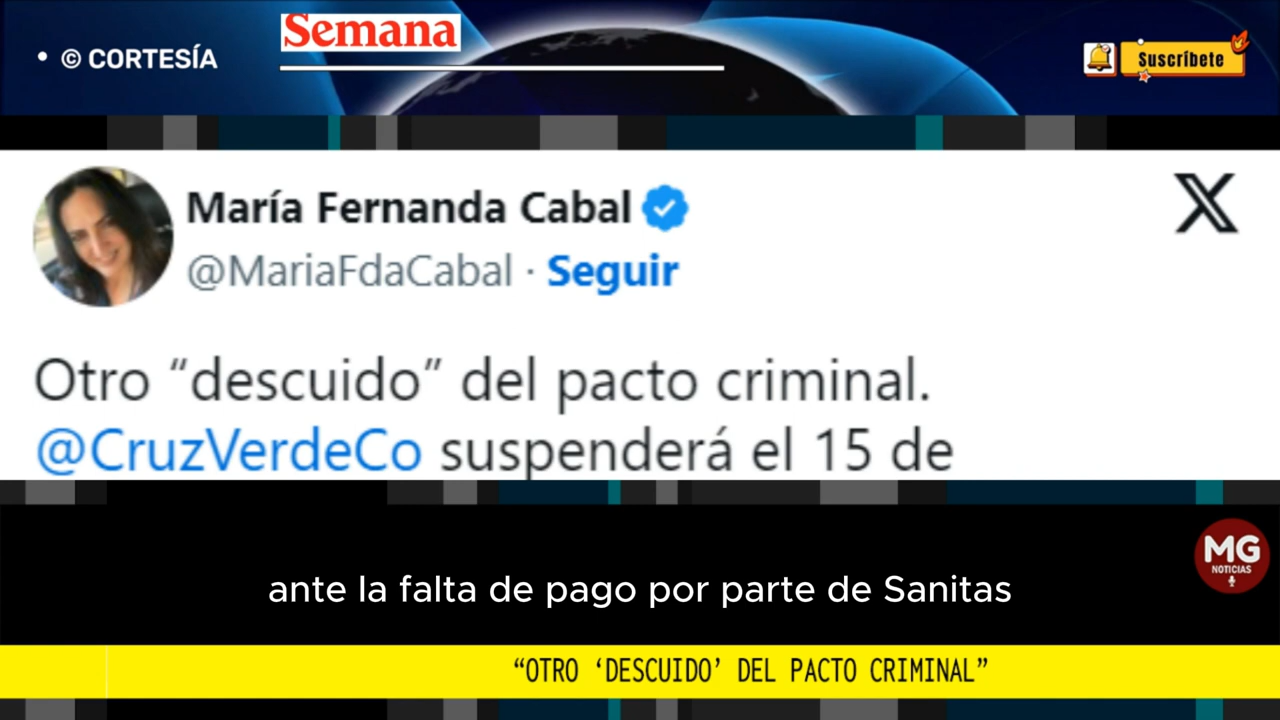 • © CORTESÍA
Semana
Suscríbete
María Fernanda Cabal
@MariaFdaCabal · Seguir
X
Otro “descuido” del pacto criminal.
@CruzVerdeCo suspenderá el 15 de
MG
NOTICIAS
ante la falta de pago por parte de Sanitas
“OTRO ‘DESCUIDO’ DEL PACTO CRIMINAL”